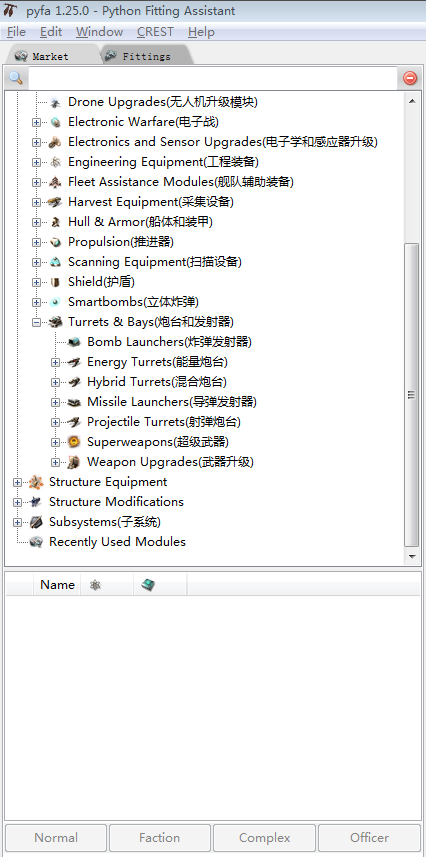 pyfa 1.25.0 - Python Fitting Assistant
File Edit Window CREST Help
Market Fittings
Drone Upgrades(无人机升级模块)
Electronic Warfare(电子战)
Electronics and Sensor Upgrades(电子学和感应器升级)
Engineering Equipment(工程装备)
Fleet Assistance Modules(舰队辅助装备)
Harvest Equipment(采集设备)
Hull & Armor(船体和装甲)
Propulsion(推进器)
Scanning Equipment(扫描设备)
Shield(护盾)
Smartbombs(立体炸弹)
Turrets & Bays(炮台和发射器)
Bomb Launchers(炸弹发射器)
Energy Turrets(能量炮台)
Hybrid Turrets(混合炮台)
Missile Launchers(导弹发射器)
Projectile Turrets(射弹炮台)
Superweapons(超级武器)
Weapon Upgrades(武器升级)
Structure Equipment
Structure Modifications
Subsystems(子系统)
Recently Used Modules
Name
Normal Faction Complex Officer